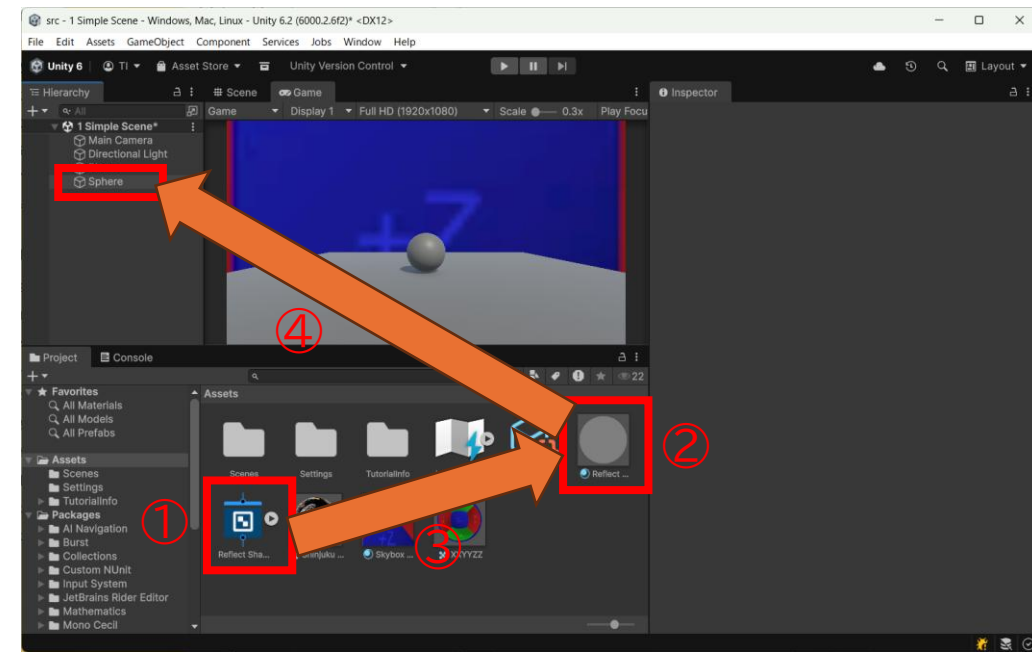 src - 1 Simple Scene - Windows, Mac, Linux - Unity 6.2 (6000.2.6f2)* <DX12>
File Edit Assets GameObject Component Services Jobs Window Help
Unity 6 TI Asset Store Unity Version Control Layout
Hierarchy # Scene Game Inspector
All Game Display 1 Full HD (1920x1080) Scale 0.3x Play Focu
1 Simple Scene*
Main Camera
Directional Light
Sphere
+Z
④
Project Console
22
Favorites
All Materials
All Models
All Prefabs
Assets
Scenes
Settings
TutorialInfo
Packages
AI Navigation
Burst
Collections
Custom NUnit
Input System
JetBrains Rider Editor
Mathematics
Mono Cecil
Assets
Scenes Settings TutorialInfo Reflect ...
②
①
+Z
③
Reflect Sha... Shinjuku ... Skybox ... XXYYZZ